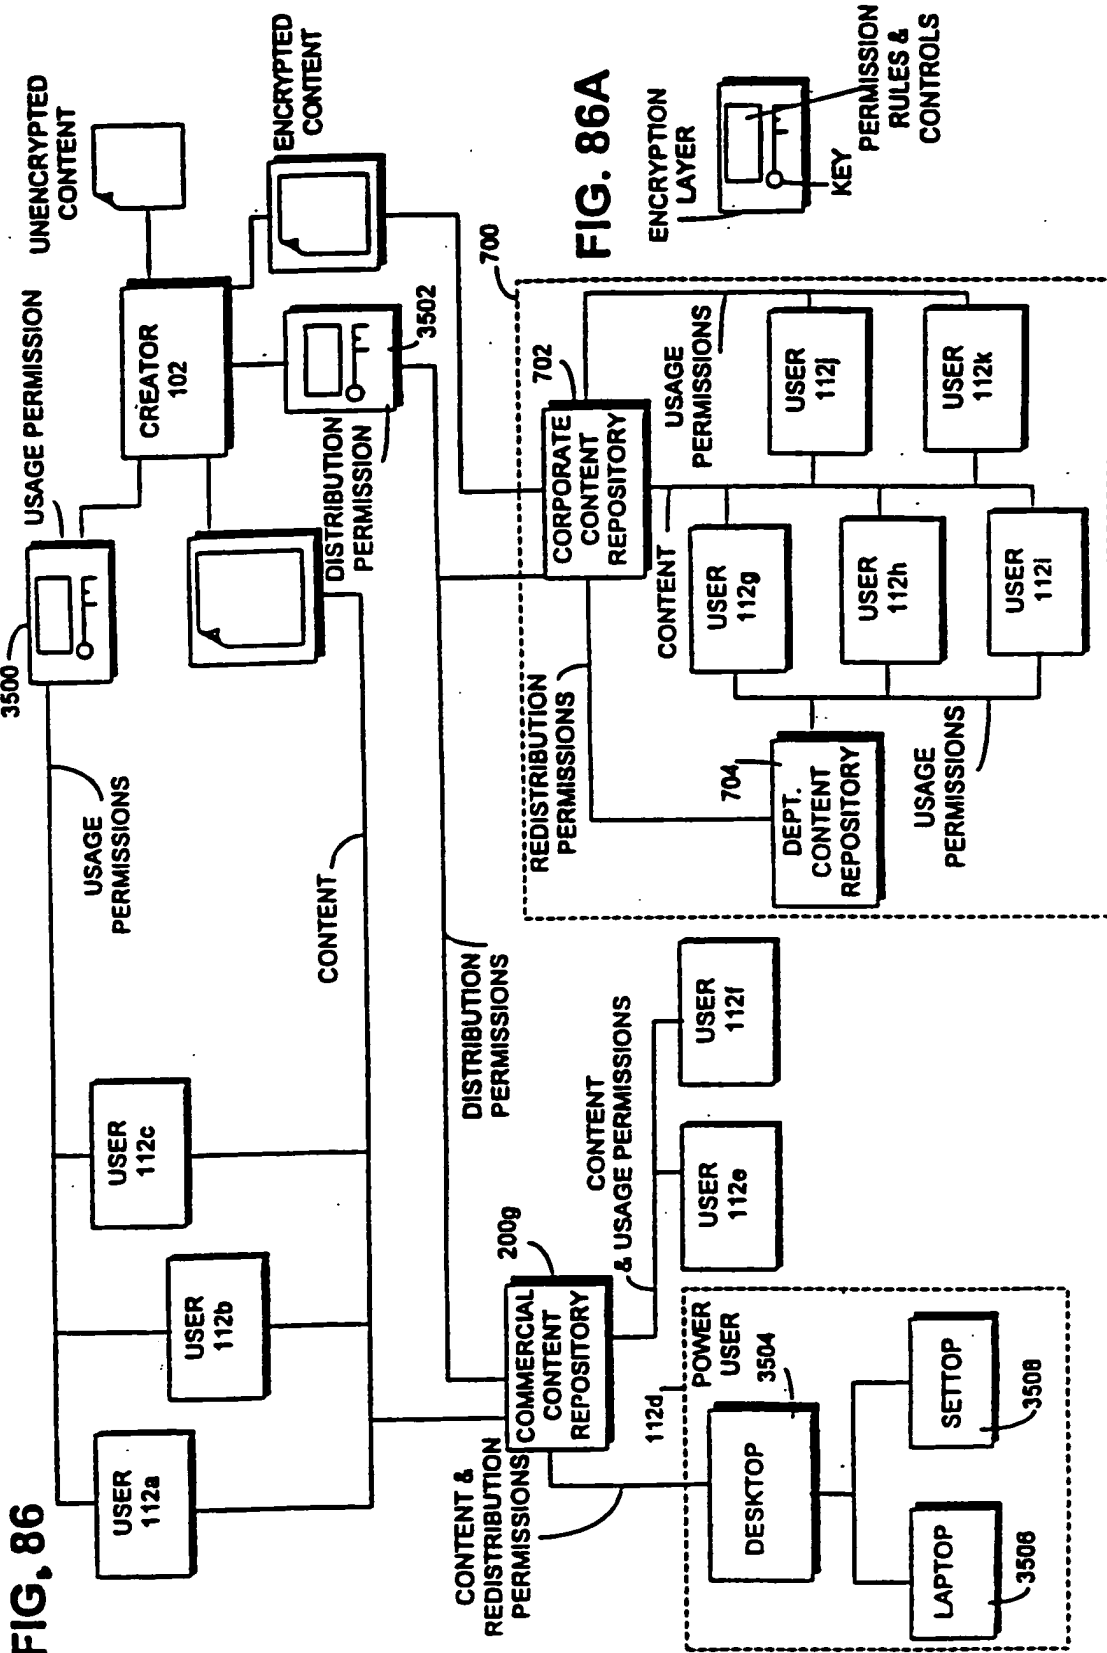 FIG. 86
USER
112a
USER
112b
USER
112c
USAGE
PERMISSIONS
3500
USAGE PERMISSION
UNENCRYPTED
CONTENT
CREATOR
102
ENCRYPTED
CONTENT
3502
DISTRIBUTION
PERMISSION
CONTENT
DISTRIBUTION
PERMISSIONS
CONTENT &
REDISTRIBUTION
PERMISSIONS
COMMERCIAL
CONTENT
REPOSITORY
200g
CONTENT
& USAGE PERMISSIONS
USER
112e
USER
112f
112d
POWER
USER
3504
DESKTOP
LAPTOP
3506
SETTOP
3508
700
702
CORPORATE
CONTENT
REPOSITORY
REDISTRIBUTION
PERMISSIONS
704
DEPT.
CONTENT
REPOSITORY
CONTENT
USAGE
PERMISSIONS
USER
112g
USER
112h
USER
112i
USER
112j
USER
112k
USAGE
PERMISSIONS
FIG. 86A
ENCRYPTION
LAYER
KEY
PERMISSION
RULES &
CONTROLS